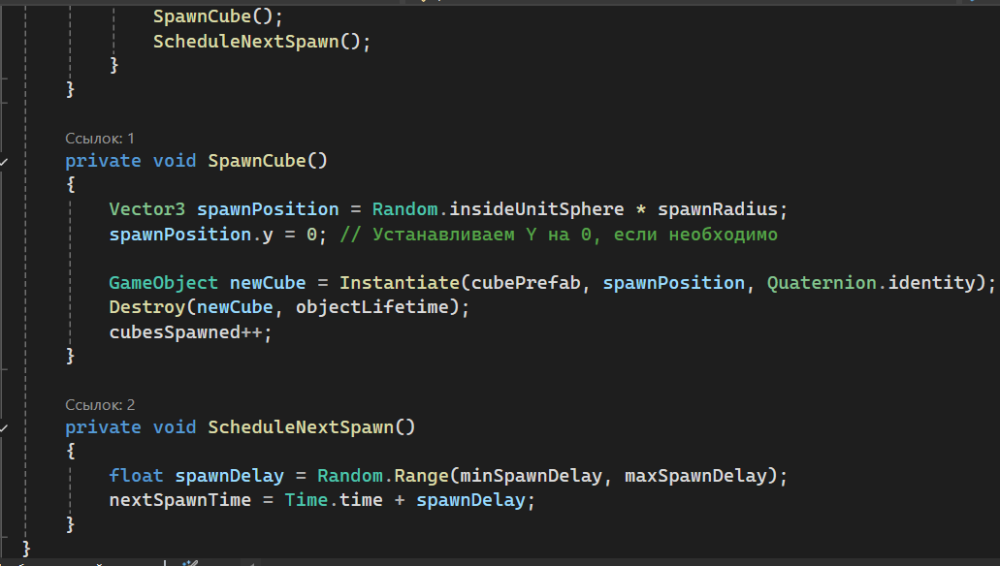 SpawnCube();
ScheduleNextSpawn();
}
}
Ссылок: 1
private void SpawnCube()
{
Vector3 spawnPosition = Random.insideUnitSphere * spawnRadius;
spawnPosition.y = 0; // Устанавливаем Y на 0, если необходимо
GameObject newCube = Instantiate(cubePrefab, spawnPosition, Quaternion.identity);
Destroy(newCube, objectLifetime);
cubesSpawned++;
}
Ссылок: 2
private void ScheduleNextSpawn()
{
float spawnDelay = Random.Range(minSpawnDelay, maxSpawnDelay);
nextSpawnTime = Time.time + spawnDelay;
}
}